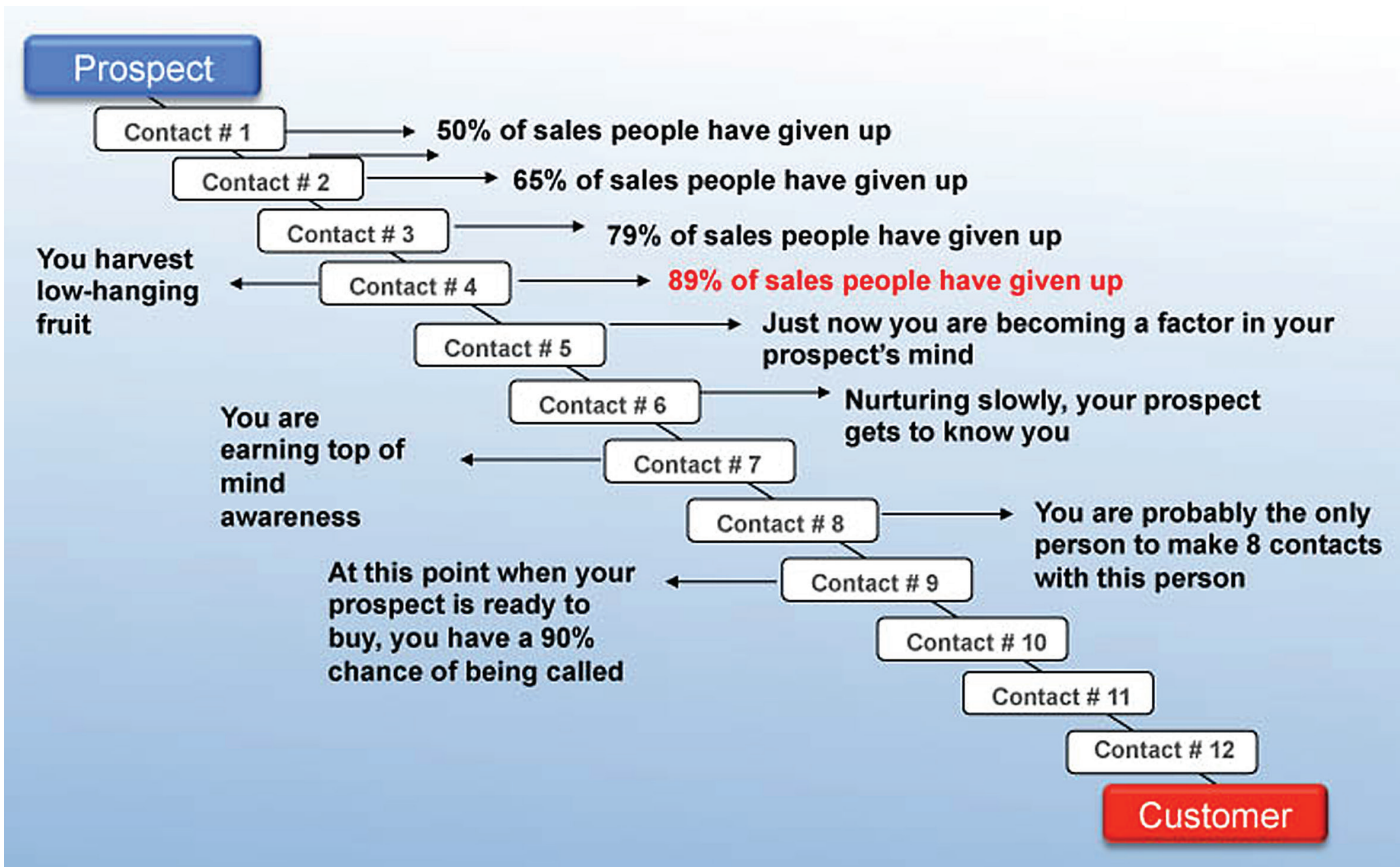 Prospect
Contact # 1
50% of sales people have given up
Contact # 2
65% of sales people have given up
Contact # 3
79% of sales people have given up
You harvest
low-hanging
fruit
Contact # 4
89% of sales people have given up
Contact # 5
Just now you are becoming a factor in your
prospect's mind
Contact # 6
Nurturing slowly, your prospect
gets to know you
You are
earning top of
mind
awareness
Contact # 7
Contact # 8
You are probably the only
person to make 8 contacts
with this person
At this point when your
prospect is ready to
buy, you have a 90%
chance of being called
Contact # 9
Contact # 10
Contact # 11
Contact # 12
Customer